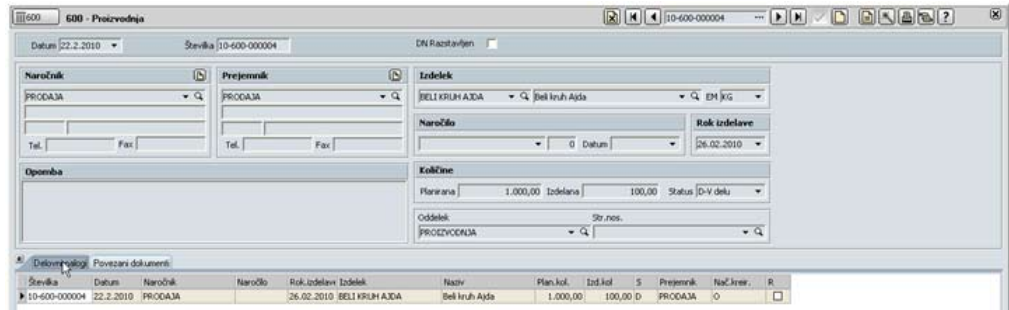 600 600 - Proizvodnja 10-600-000004
Datum 22.2.2010 Številka 10-600-000004 DN Razstavljen
Naročnik Prejemnik Izdelek
PRODAJA PRODAJA BELI KRUH AJDA Beli kruh Ajda EM KG
Naročilo Rok izdelave
0 Datum 26.02.2010
Tel. Fax Tel. Fax
Opomba Količine
Planirana 1.000,00 Izdelana 100,00 Status D-V delu
Oddelek Str.nos.
PROIZVODNJA
Delovni nalogi Povezani dokumenti
Številka Datum Naročnik Naročilo Rok.izdelave Izdelek Naziv Plan.kol. Izd.kol S Prejemnik Nač.kreir. R
10-600-000004 22.2.2010 PRODAJA 26.02.2010 BELI KRUH AJDA Beli kruh Ajda 1.000,00 100,00 D PRODAJA O